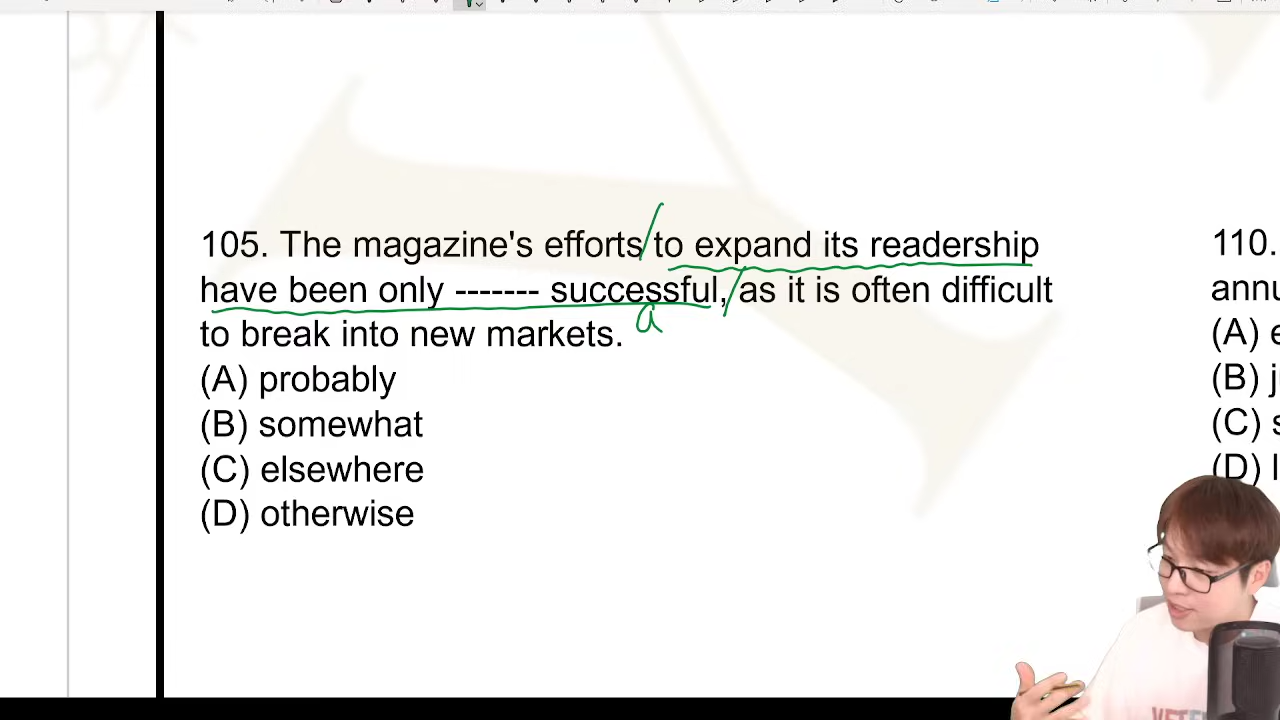 105. The magazine's efforts to expand its readership
have been only ------- successful, as it is often difficult
a
to break into new markets.
(A) probably
(B) somewhat
(C) elsewhere
(D) otherwise
110.
(A)
(B)
(C)
(D)